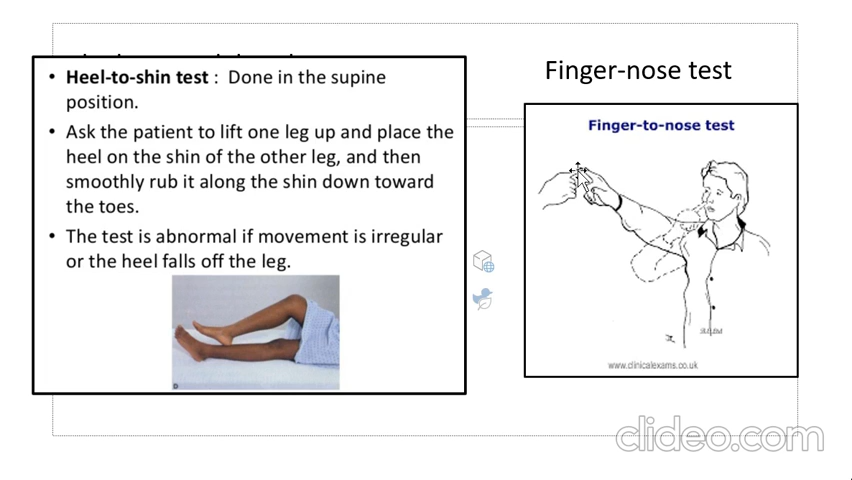 • Heel-to-shin test : Done in the supine
position.
• Ask the patient to lift one leg up and place the
heel on the shin of the other leg, and then
smoothly rub it along the shin down toward
the toes.
• The test is abnormal if movement is irregular
or the heel falls off the leg.
Finger-nose test
Finger-to-nose test
www.clinicalexams.co.uk
clideo.com